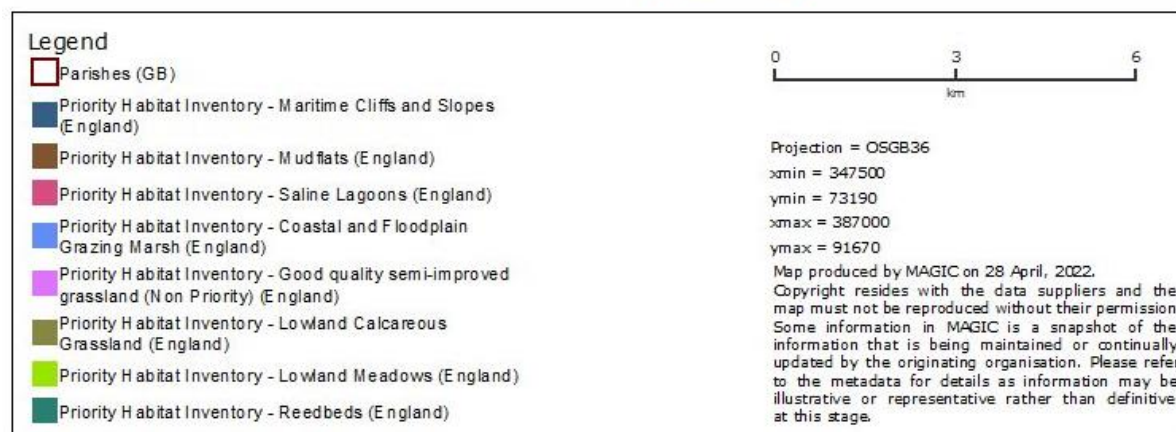 Legend
Parishes (GB)
Priority Habitat Inventory - Maritime Cliffs and Slopes
(England)
Priority Habitat Inventory - Mudflats (England)
Priority Habitat Inventory - Saline Lagoons (England)
Priority Habitat Inventory - Coastal and Floodplain
Grazing Marsh (England)
Priority Habitat Inventory - Good quality semi-improved
grassland (Non Priority) (England)
Priority Habitat Inventory - Lowland Calcareous
Grassland (England)
Priority Habitat Inventory - Lowland Meadows (England)
Priority Habitat Inventory - Reedbeds (England)
0 3 6
km
Projection = OSGB36
xmin = 347500
ymin = 73190
xmax = 387000
ymax = 91670
Map produced by MAGIC on 28 April, 2022.
Copyright resides with the data suppliers and the
map must not be reproduced without their permission
Some information in MAGIC is a snapshot of the
information that is being maintained or continually
updated by the originating organisation. Please refe
to the metadata for details as information may be
illustrative or representative rather than definitive
at this stage.